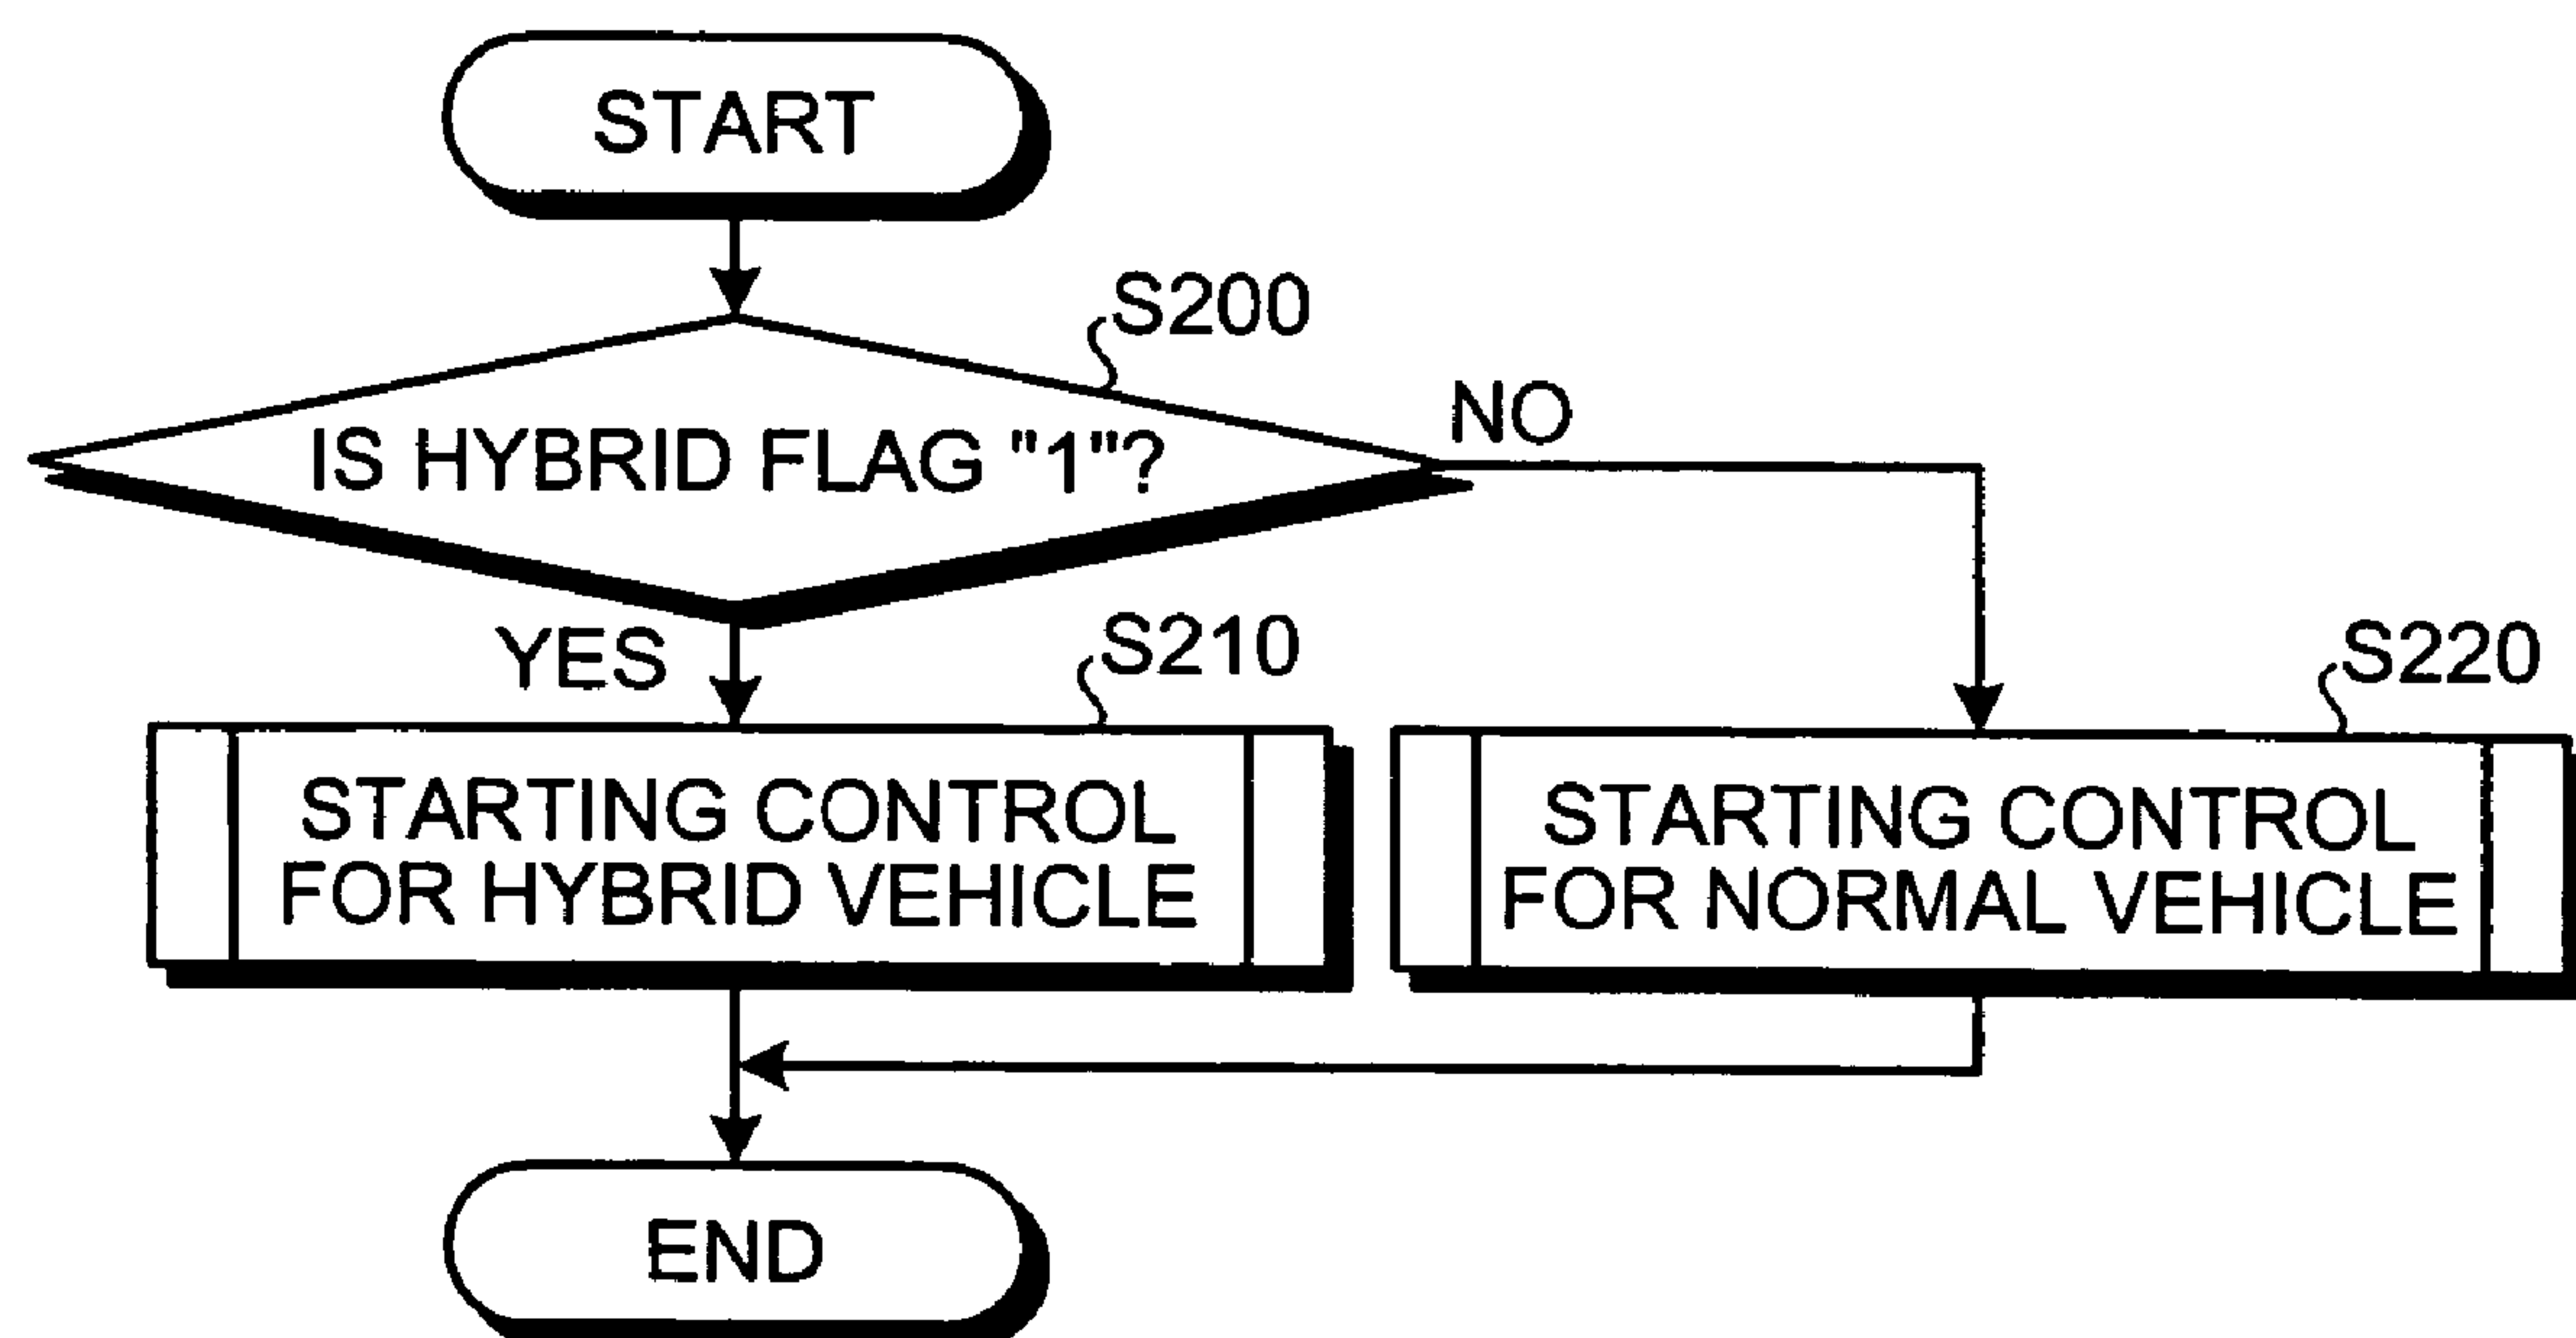 START
S200
IS HYBRID FLAG "1"?
NO
YES
S210
S220
STARTING CONTROL
FOR HYBRID VEHICLE
STARTING CONTROL
FOR NORMAL VEHICLE
END